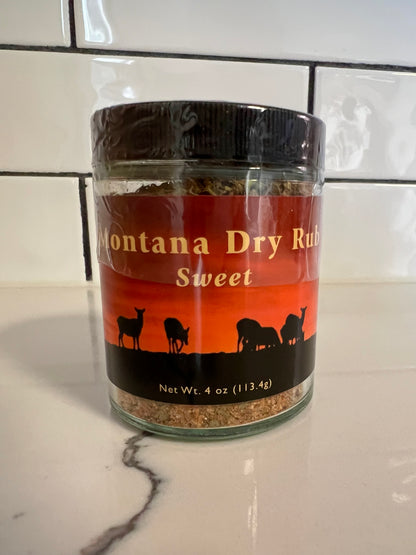 Montana Dry Rub
Sweet
Net Wt. 4 oz (113.4g)